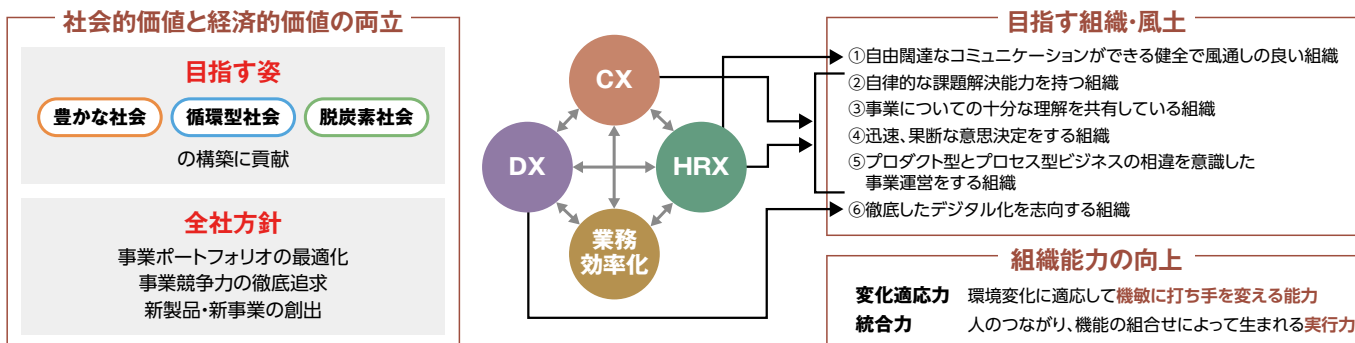 社会的価値と経済的価値の両立
目指す姿
豊かな社会
循環型社会
脱炭素社会
の構築に貢献
全社方針
事業ポートフォリオの最適化
事業競争力の徹底追求
新製品・新事業の創出
CX
DX
HRX
業務
効率化
目指す組織・風土
①自由闊達なコミュニケーションができる健全で風通しの良い組織
②自律的な課題解決能力を持つ組織
③事業についての十分な理解を共有している組織
④迅速、果断な意思決定をする組織
⑤プロダクト型とプロセス型ビジネスの相違を意識した
事業運営をする組織
⑥徹底したデジタル化を志向する組織
組織能力の向上
変化適応力 環境変化に適応して機敏に打ち手を変える能力
統合力 人のつながり、機能の組合せによって生まれる実行力